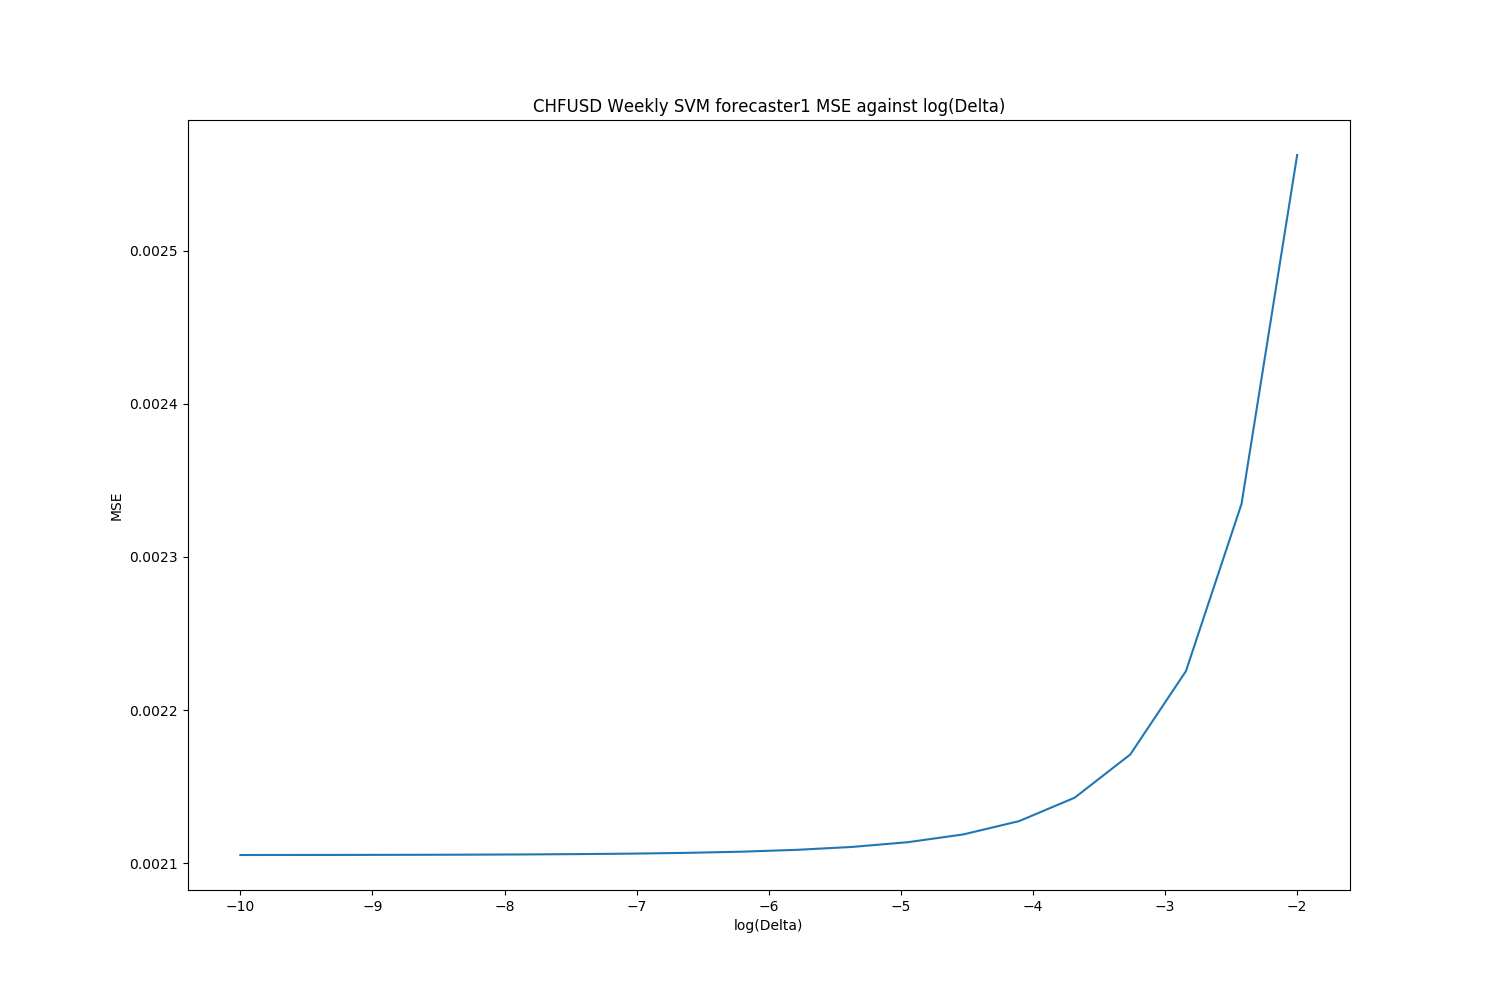 CHFUSD Weekly SVM forecaster1 MSE against log(Delta)
0.0025
0.0024
0.0023
0.0022
0.0021
MSE
−10 −9 −8 −7 −6 −5 −4 −3 −2
log(Delta)